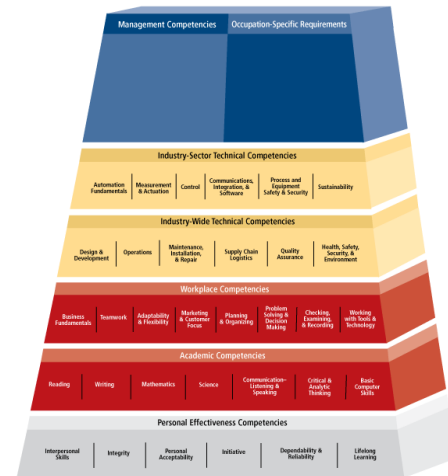 Management Competencies
Occupation-Specific Requirements
Industry-Sector Technical Competencies
Automation
Fundamentals
Measurement
& Actuation
Control
Communications,
Integration, &
Software
Process and
Equipment
Safety & Security
Sustainability
Industry-Wide Technical Competencies
Design &
Development
Operations
Maintenance,
Installation,
& Repair
Supply Chain
Logistics
Quality
Assurance
Health, Safety,
Security, &
Environment
Workplace Competencies
Business
Fundamentals
Teamwork
Adaptability
& Flexibility
Marketing
& Customer
Focus
Planning
& Organizing
Problem
Solving &
Decision
Making
Checking,
Examining,
& Recording
Working
with Tools &
Technology
Academic Competencies
Reading
Writing
Mathematics
Science
Communication–
Listening &
Speaking
Critical &
Analytic
Thinking
Basic
Computer
Skills
Personal Effectiveness Competencies
Interpersonal
Skills
Integrity
Personal
Acceptability
Initiative
Dependability &
Reliability
Lifelong
Learning